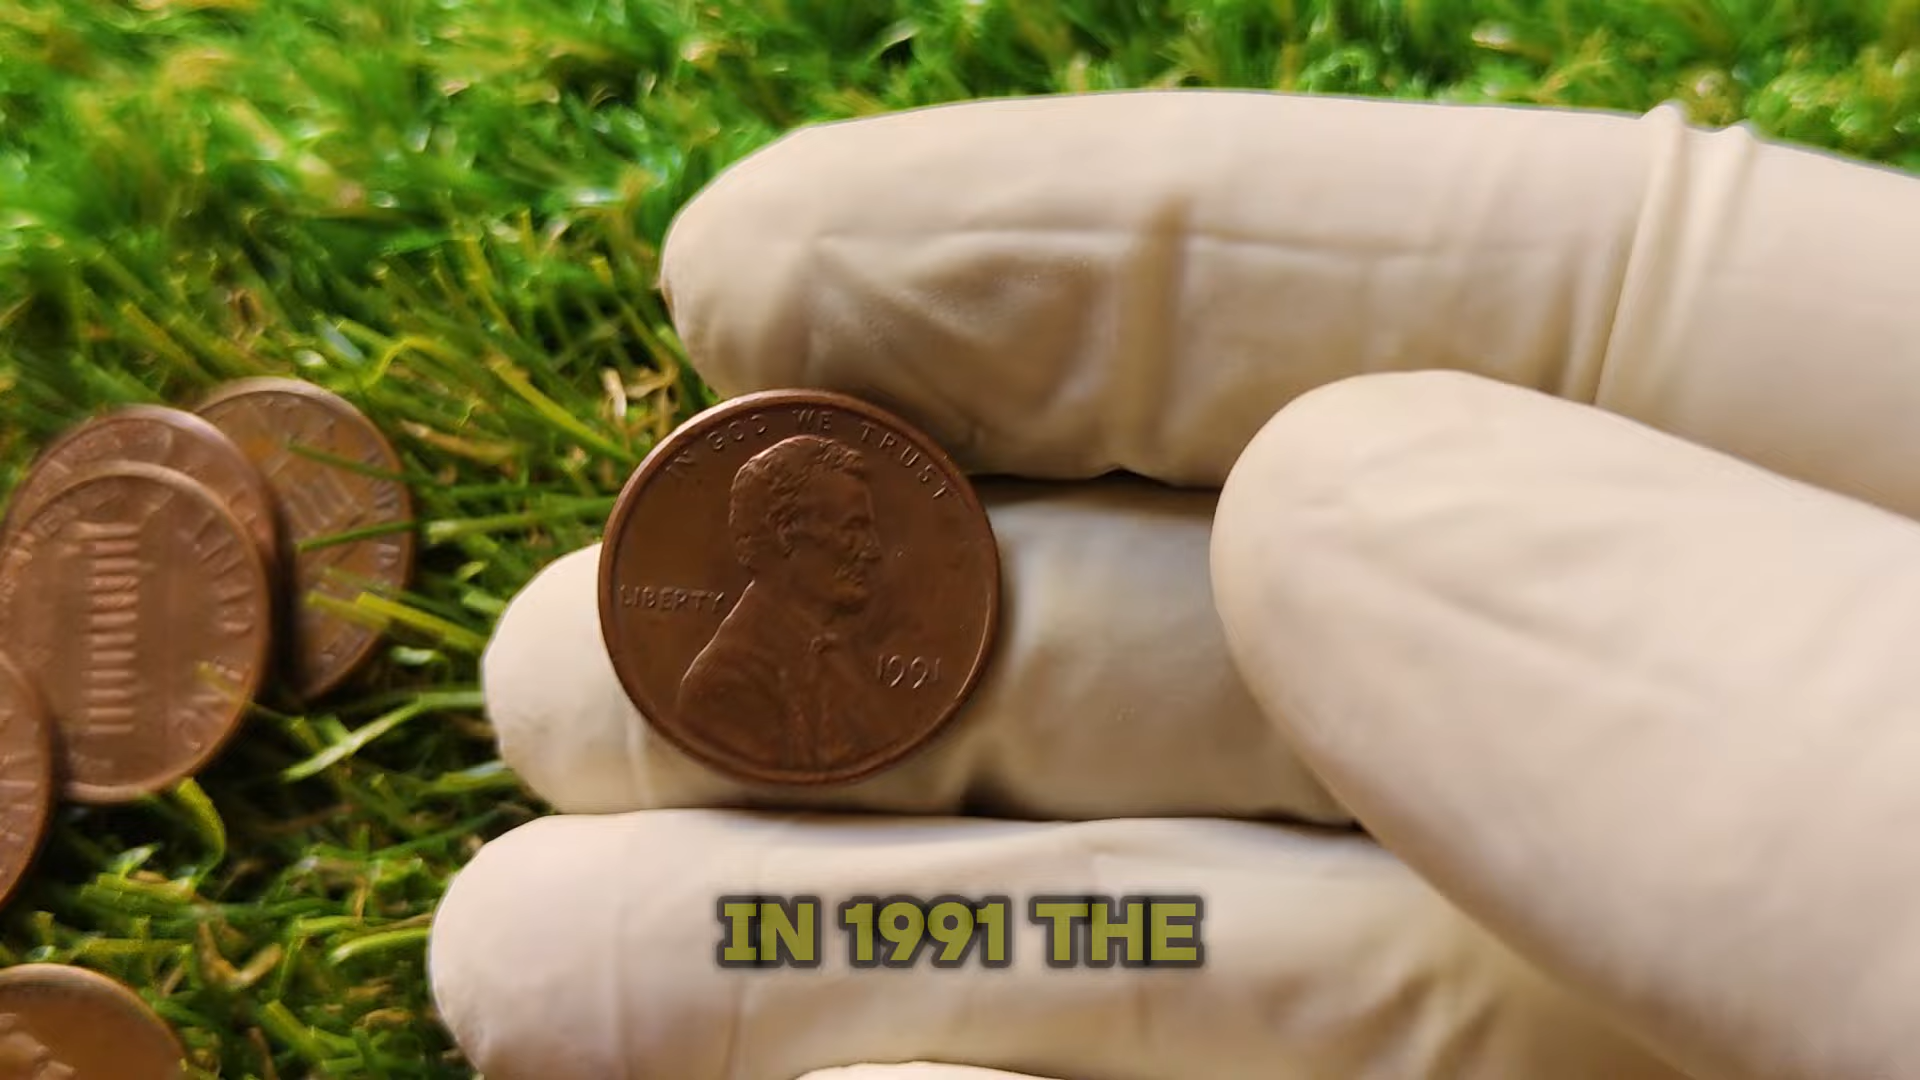 IN GOD WE TRUST
LIBERTY
1991
IN 1991 THE